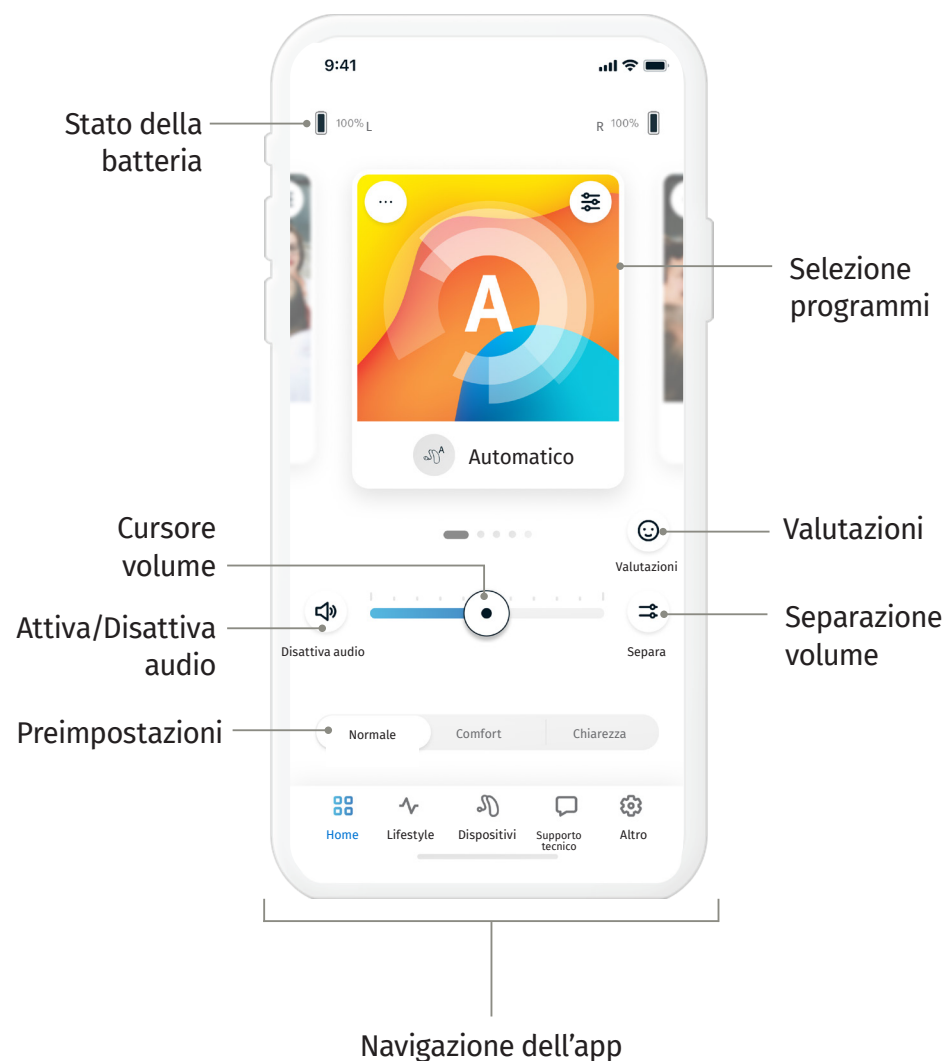 9:41
Stato della
batteria
100% L
R 100%
A
Selezione
programmi
A
Automatico
Cursore
volume
Valutazioni
Valutazioni
Attiva/Disattiva
audio
Disattiva audio
Separa
Separazione
volume
Preimpostazioni
Normale
Comfort
Chiarezza
Home
Lifestyle
Dispositivi
Supporto
tecnico
Altro
Navigazione dell’app